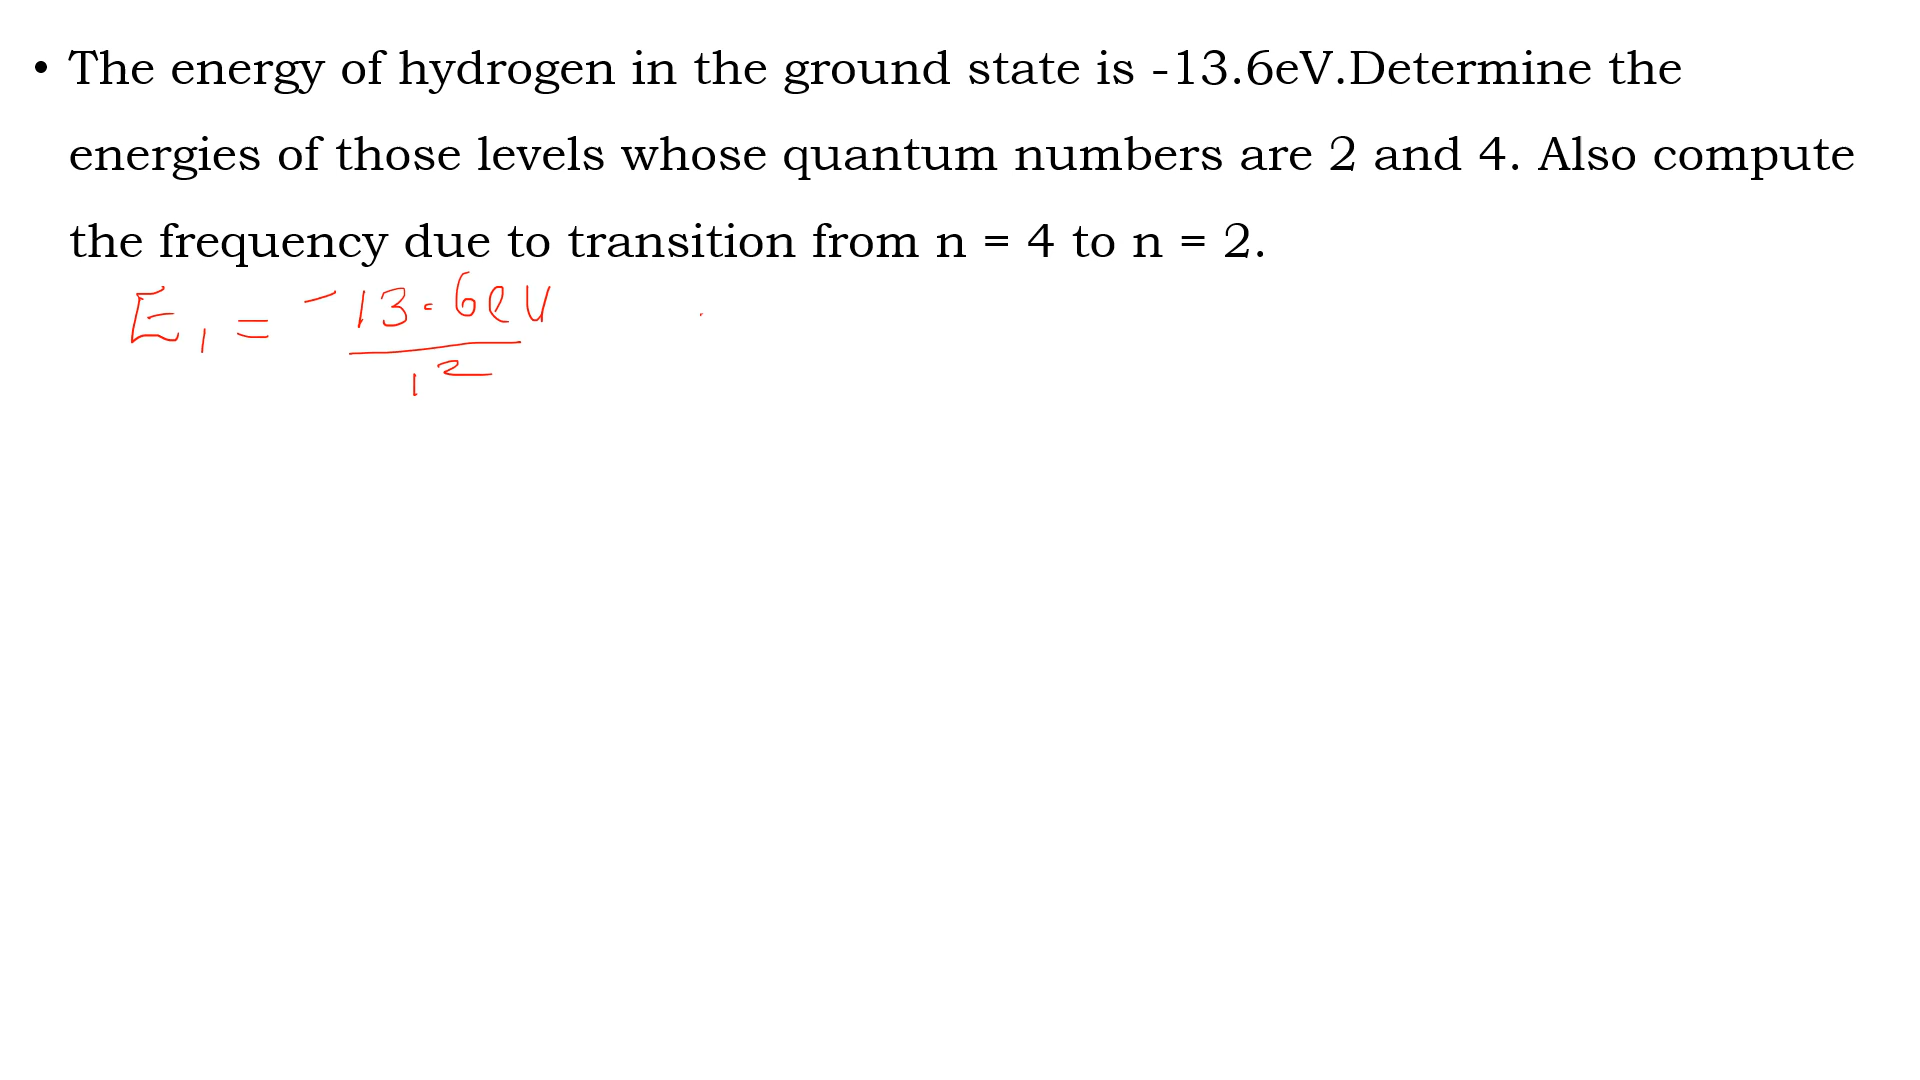 • The energy of hydrogen in the ground state is -13.6eV.Determine the
energies of those levels whose quantum numbers are 2 and 4. Also compute
the frequency due to transition from n = 4 to n = 2.
E₁ = -13.6eV
1²